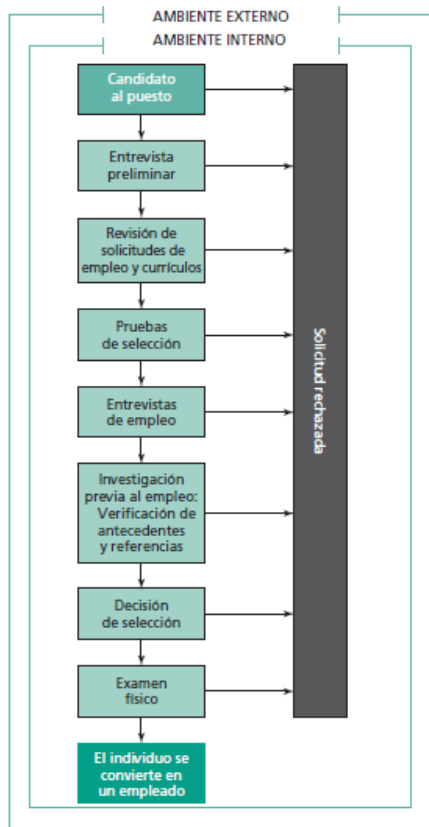 AMBIENTE EXTERNO
AMBIENTE INTERNO
Candidato
al puesto
Entrevista
preliminar
Revisión de
solicitudes de
empleo y currículos
Pruebas
de selección
Entrevistas
de empleo
Investigación
previa al empleo:
Verificación de
antecedentes
y referencias
Decisión
de selección
Examen
físico
El individuo se
convierte en
un empleado
Solicitud rechazada